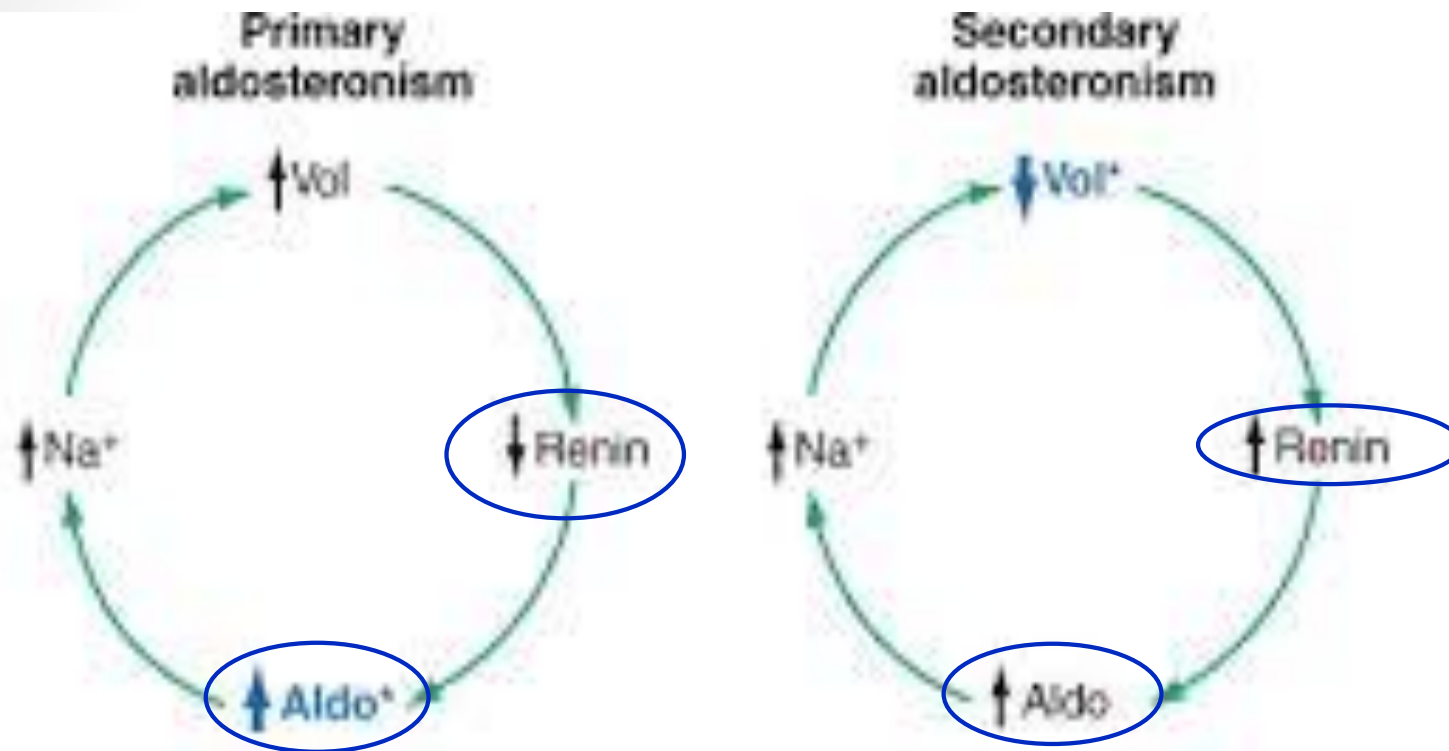 Primary
aldosteronism
↑Vol
↓Renin
↑Aldo*
↑Na⁺
Secondary
aldosteronism
↓Vol*
↑Renin
↑Aldo
↑Na⁺